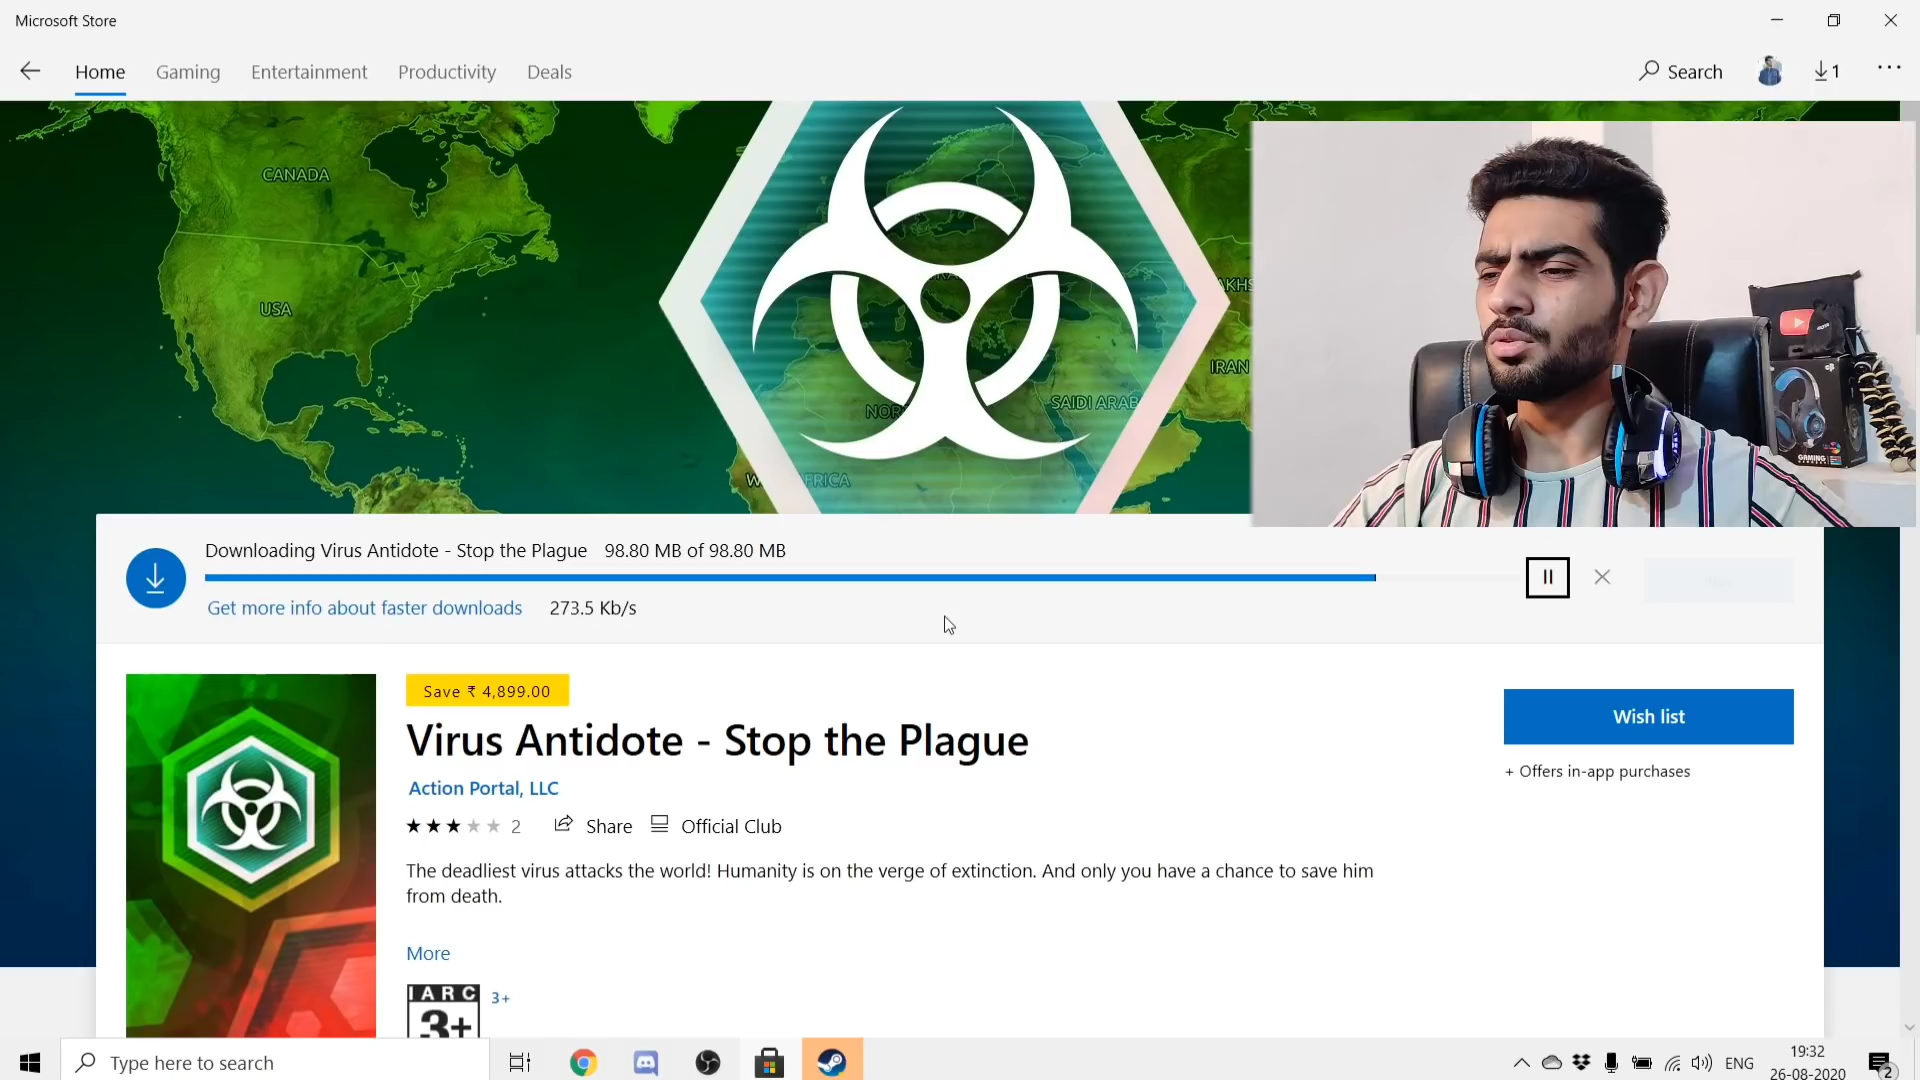 Microsoft Store
Home Gaming Entertainment Productivity Deals
Search
1
CANADA
USA
AKHS
IRAN
SAIDI ARAB
NOR
W FRICA
GAMING
Downloading Virus Antidote - Stop the Plague 98.80 MB of 98.80 MB
Get more info about faster downloads 273.5 Kb/s
Save ₹ 4,899.00
Virus Antidote - Stop the Plague
Wish list
+ Offers in-app purchases
Action Portal, LLC
2 Share Official Club
The deadliest virus attacks the world! Humanity is on the verge of extinction. And only you have a chance to save him
from death.
More
IARC
3+
3+
Type here to search
ENG
19:32
26-08-2020
2